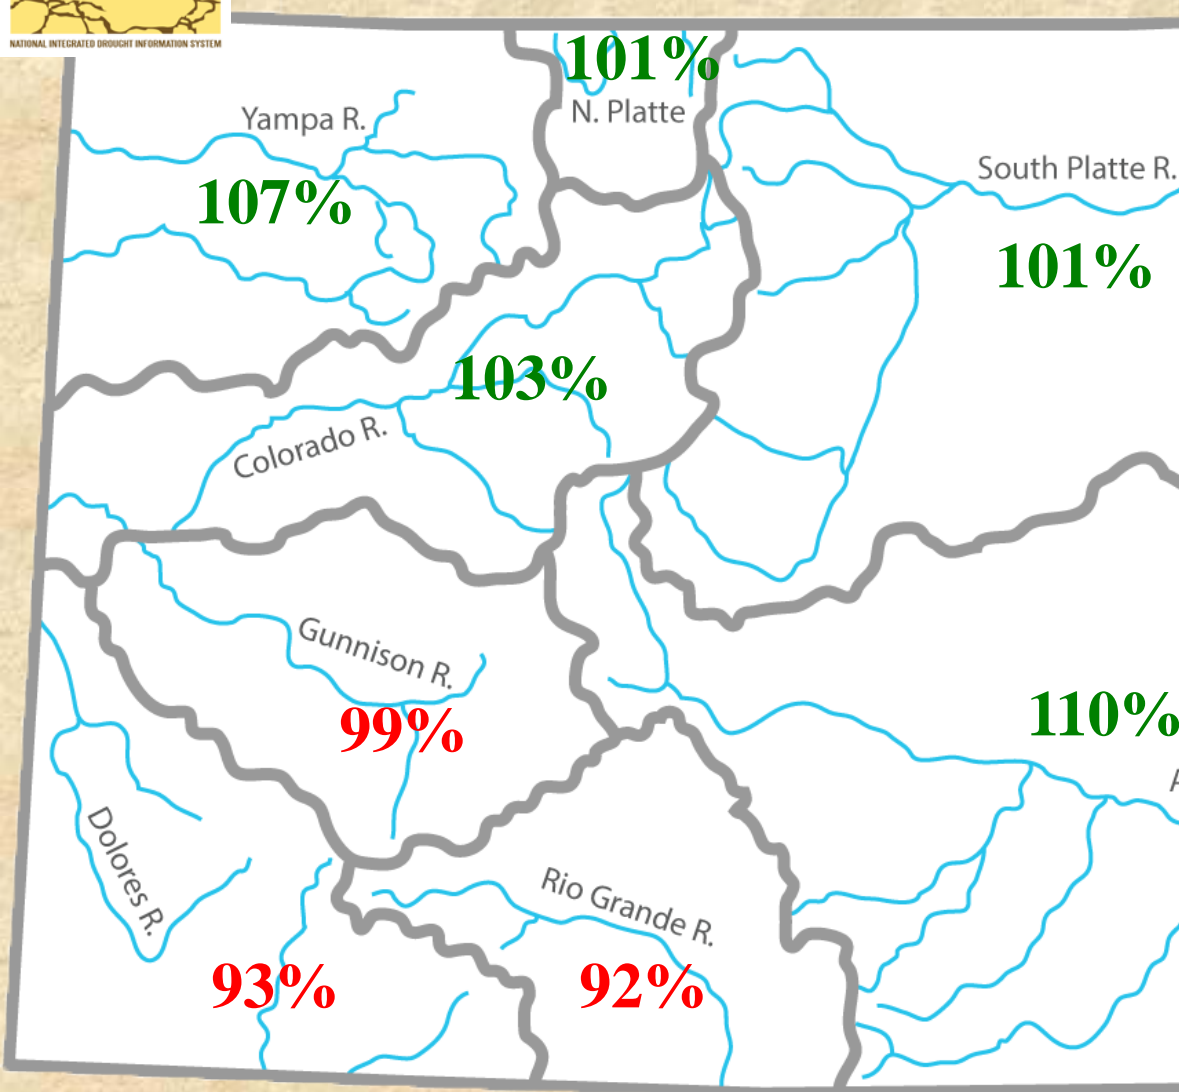 NATIONAL INTEGRATED DROUGHT INFORMATION SYSTEM
101%
N. Platte
Yampa R.
107%
South Platte R.
101%
103%
Colorado R.
Gunnison R.
99%
110%
Dolores R.
Rio Grande R.
93%
92%